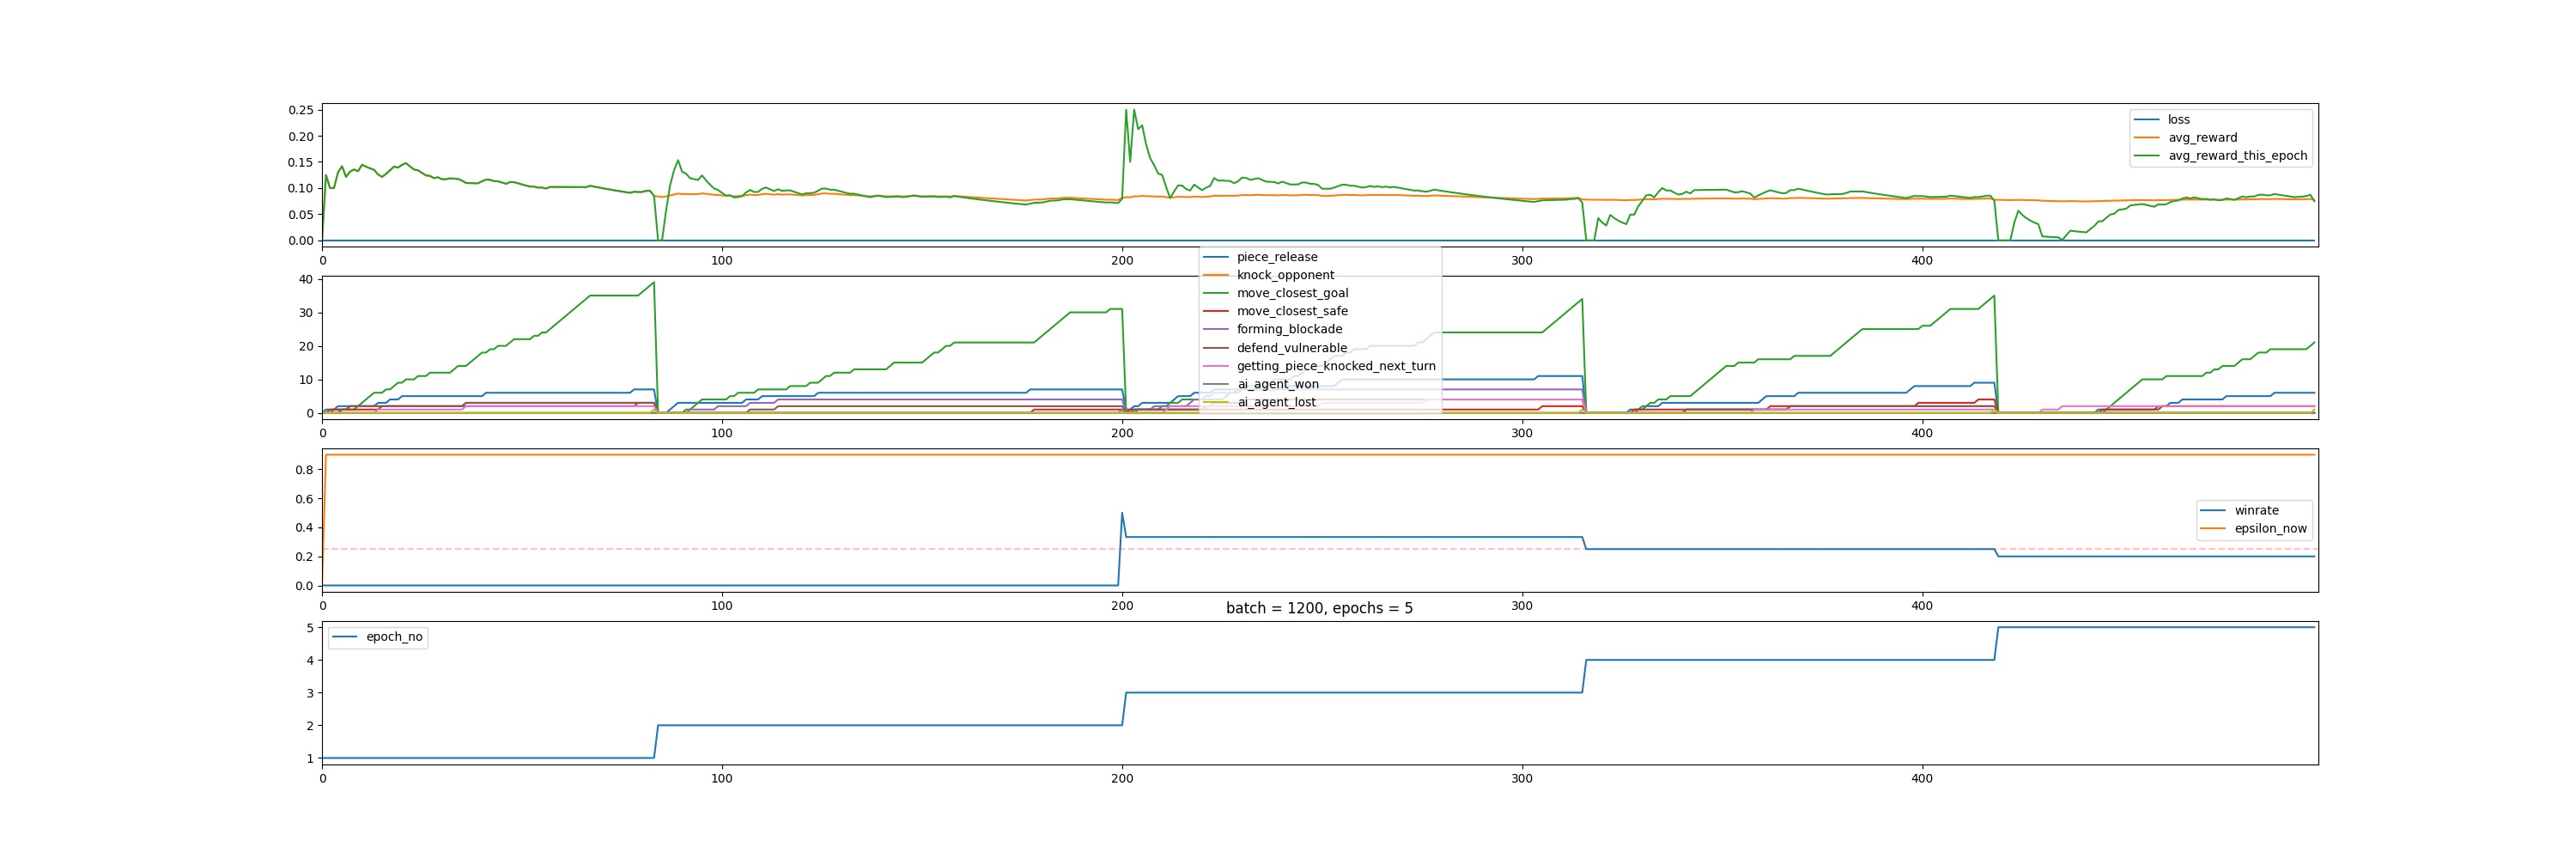 0.25
0.20
0.15
0.10
0.05
0.00
loss
avg_reward
avg_reward_this_epoch
0 100 200 300 400
40
30
20
10
0
piece_release
knock_opponent
move_closest_goal
move_closest_safe
forming_blockade
defend_vulnerable
getting_piece_knocked_next_turn
ai_agent_won
ai_agent_lost
0 100 200 300 400
0.8
0.6
0.4
0.2
0.0
winrate
epsilon_now
0 100 200 300 400
batch = 1200, epochs = 5
5
4
3
2
1
epoch_no
0 100 200 300 400